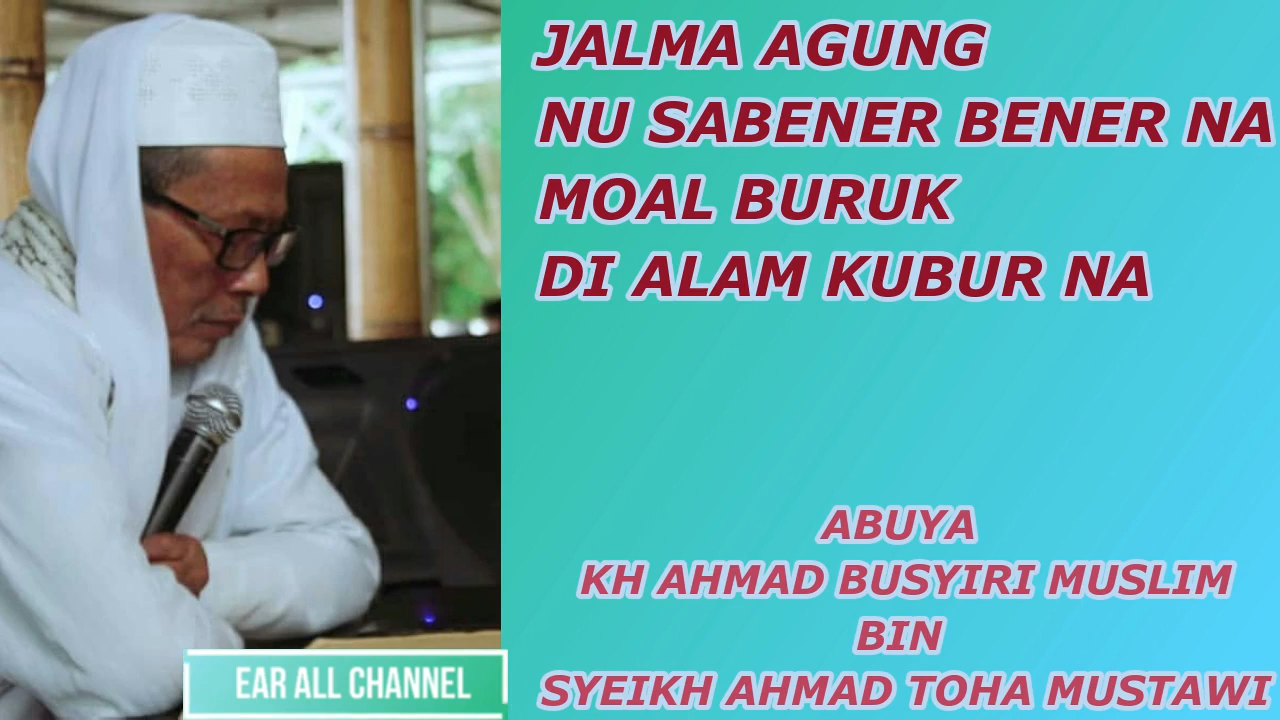 JALMA AGUNG
NU SABENER BENER NA
MOAL BURUK
DI ALAM KUBUR NA
ABUYA
KH AHMAD BUSYIRI MUSLIM
BIN
SYEIKH AHMAD TOHA MUSTAWI
EAR ALL CHANNEL